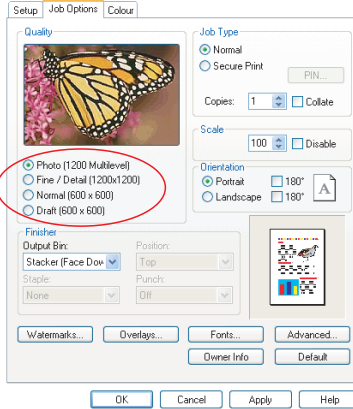 Setup Job Options Colour
Quality
Photo (1200 Multilevel)
Fine / Detail (1200x1200)
Normal (600 x 600)
Draft (600 x 600)
Job Type
Normal
Secure Print
PIN...
Copies: 1 Collate
Scale
100 Disable
Orientation
Portrait 180°
Landscape 180°
A
Finisher
Output Bin: Position:
Stacker (Face Dow Top
Staple: Punch:
None Off
Watermarks... Overlays... Fonts... Advanced...
Owner Info Default
OK Cancel Apply Help